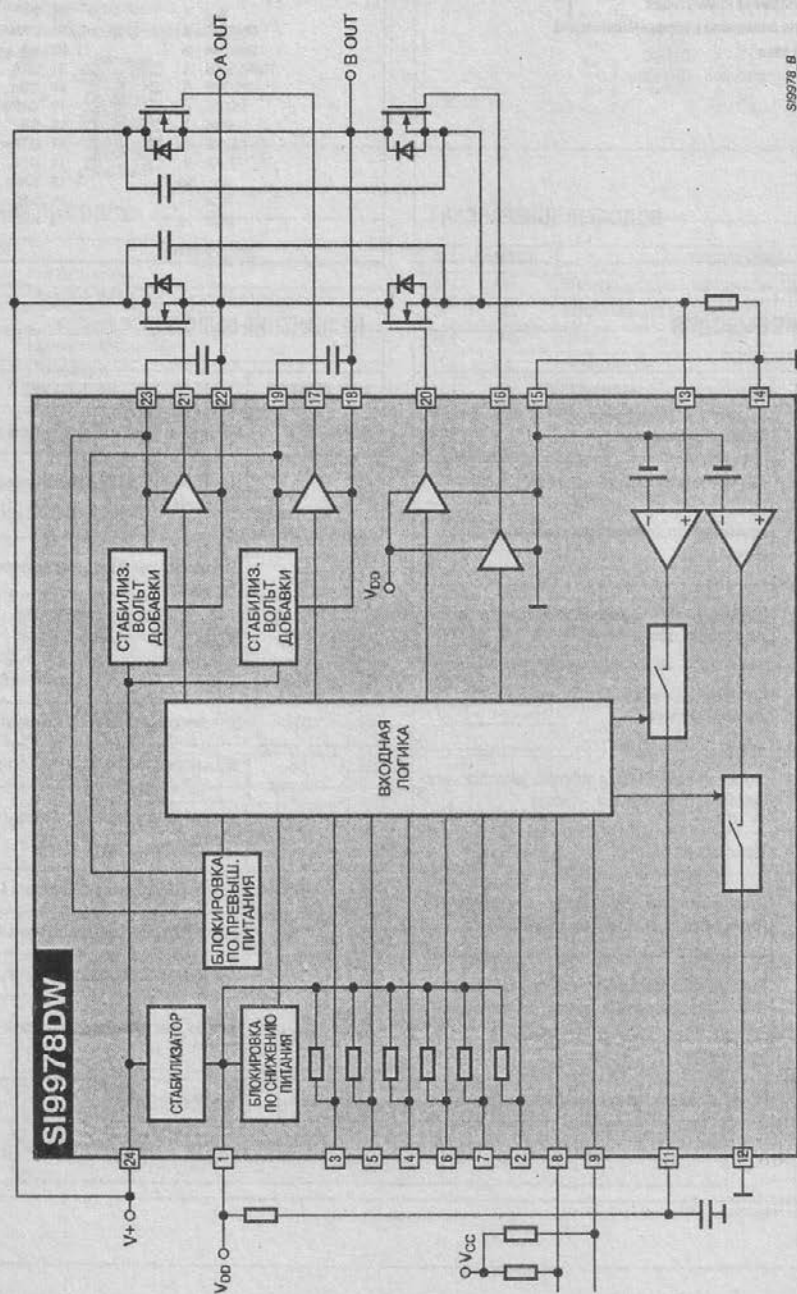 SI9978DW
V+
24
СТАБИЛИЗАТОР
VDD
1
БЛОКИРОВКА
ПО СНИЖЕНИЮ
ПИТАНИЯ
БЛОКИРОВКА
ПО ПРЕВЫШ.
ПИТАНИЯ
3
5
4
6
7
2
8
9
11
12
VCC
ВХОДНАЯ
ЛОГИКА
СТАБИЛИЗ.
ВОЛЬТ
ДОБАВКИ
СТАБИЛИЗ.
ВОЛЬТ
ДОБАВКИ
VDD
−
+
−
+
23
21
22
19
17
18
20
16
15
13
14
A OUT
B OUT
SI9978_B